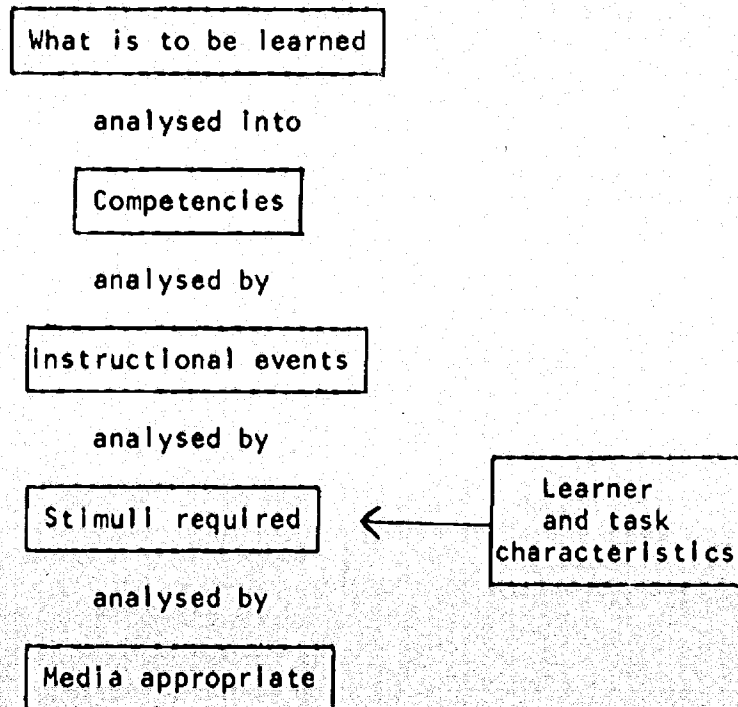 What is to be learned
analysed into
Competencies
analysed by
Instructional events
analysed by
Stimuli required
Learner
and task
characteristics
analysed by
Media appropriate